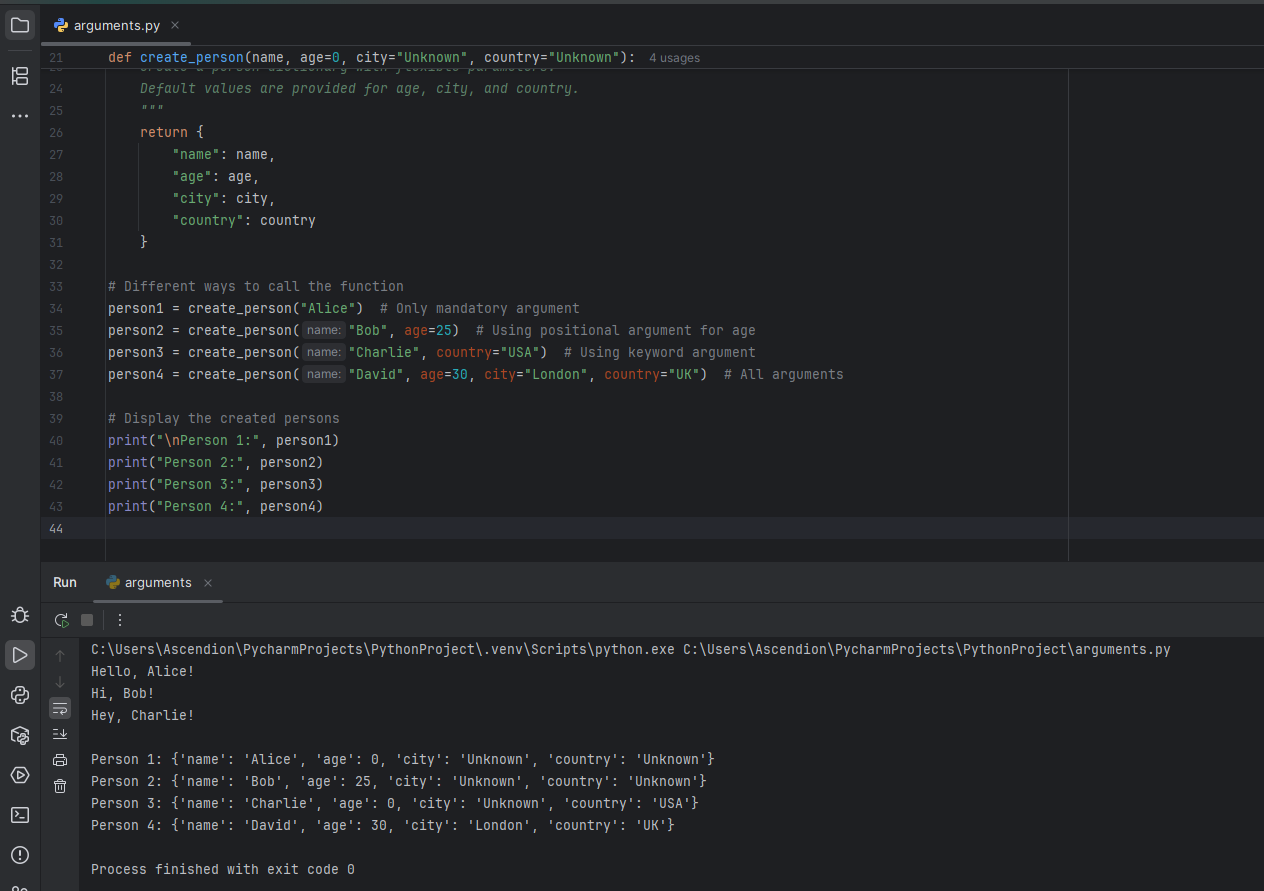 arguments.py
21 def create_person(name, age=0, city="Unknown", country="Unknown"): 4 usages
24 Default values are provided for age, city, and country.
25 """
26 return {
27 "name": name,
28 "age": age,
29 "city": city,
30 "country": country
31 }
32
33 # Different ways to call the function
34 person1 = create_person("Alice")  # Only mandatory argument
35 person2 = create_person( name: "Bob", age=25)  # Using positional argument for age
36 person3 = create_person( name: "Charlie", country="USA")  # Using keyword argument
37 person4 = create_person( name: "David", age=30, city="London", country="UK")  # All arguments
38
39 # Display the created persons
40 print("\nPerson 1:", person1)
41 print("Person 2:", person2)
42 print("Person 3:", person3)
43 print("Person 4:", person4)
44
Run arguments
C:\Users\Ascendion\PycharmProjects\PythonProject\.venv\Scripts\python.exe C:\Users\Ascendion\PycharmProjects\PythonProject\arguments.py
Hello, Alice!
Hi, Bob!
Hey, Charlie!
Person 1: {'name': 'Alice', 'age': 0, 'city': 'Unknown', 'country': 'Unknown'}
Person 2: {'name': 'Bob', 'age': 25, 'city': 'Unknown', 'country': 'Unknown'}
Person 3: {'name': 'Charlie', 'age': 0, 'city': 'Unknown', 'country': 'USA'}
Person 4: {'name': 'David', 'age': 30, 'city': 'London', 'country': 'UK'}
Process finished with exit code 0